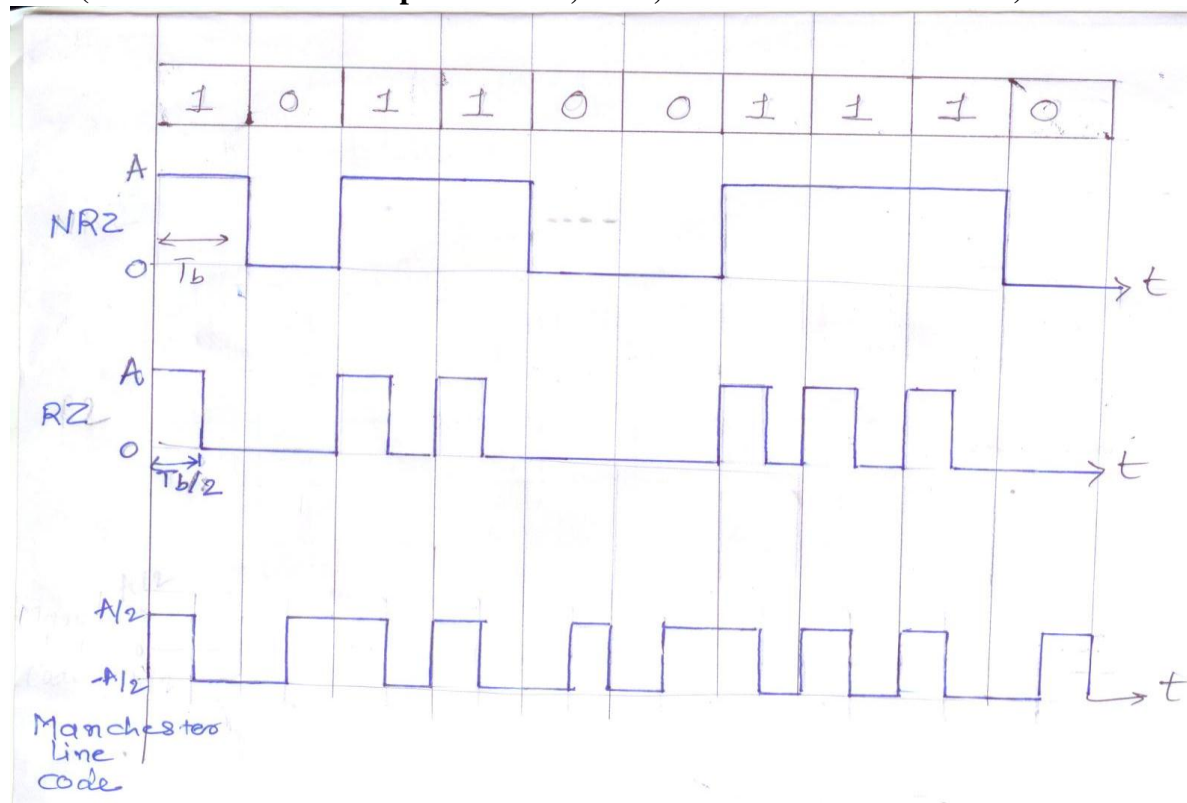 1 0 1 1 0 0 1 1 1 0
A
NRZ
Tb
0
t
A
RZ
0
Tb/2
t
A/2
-A/2
t
Manchester
line
code